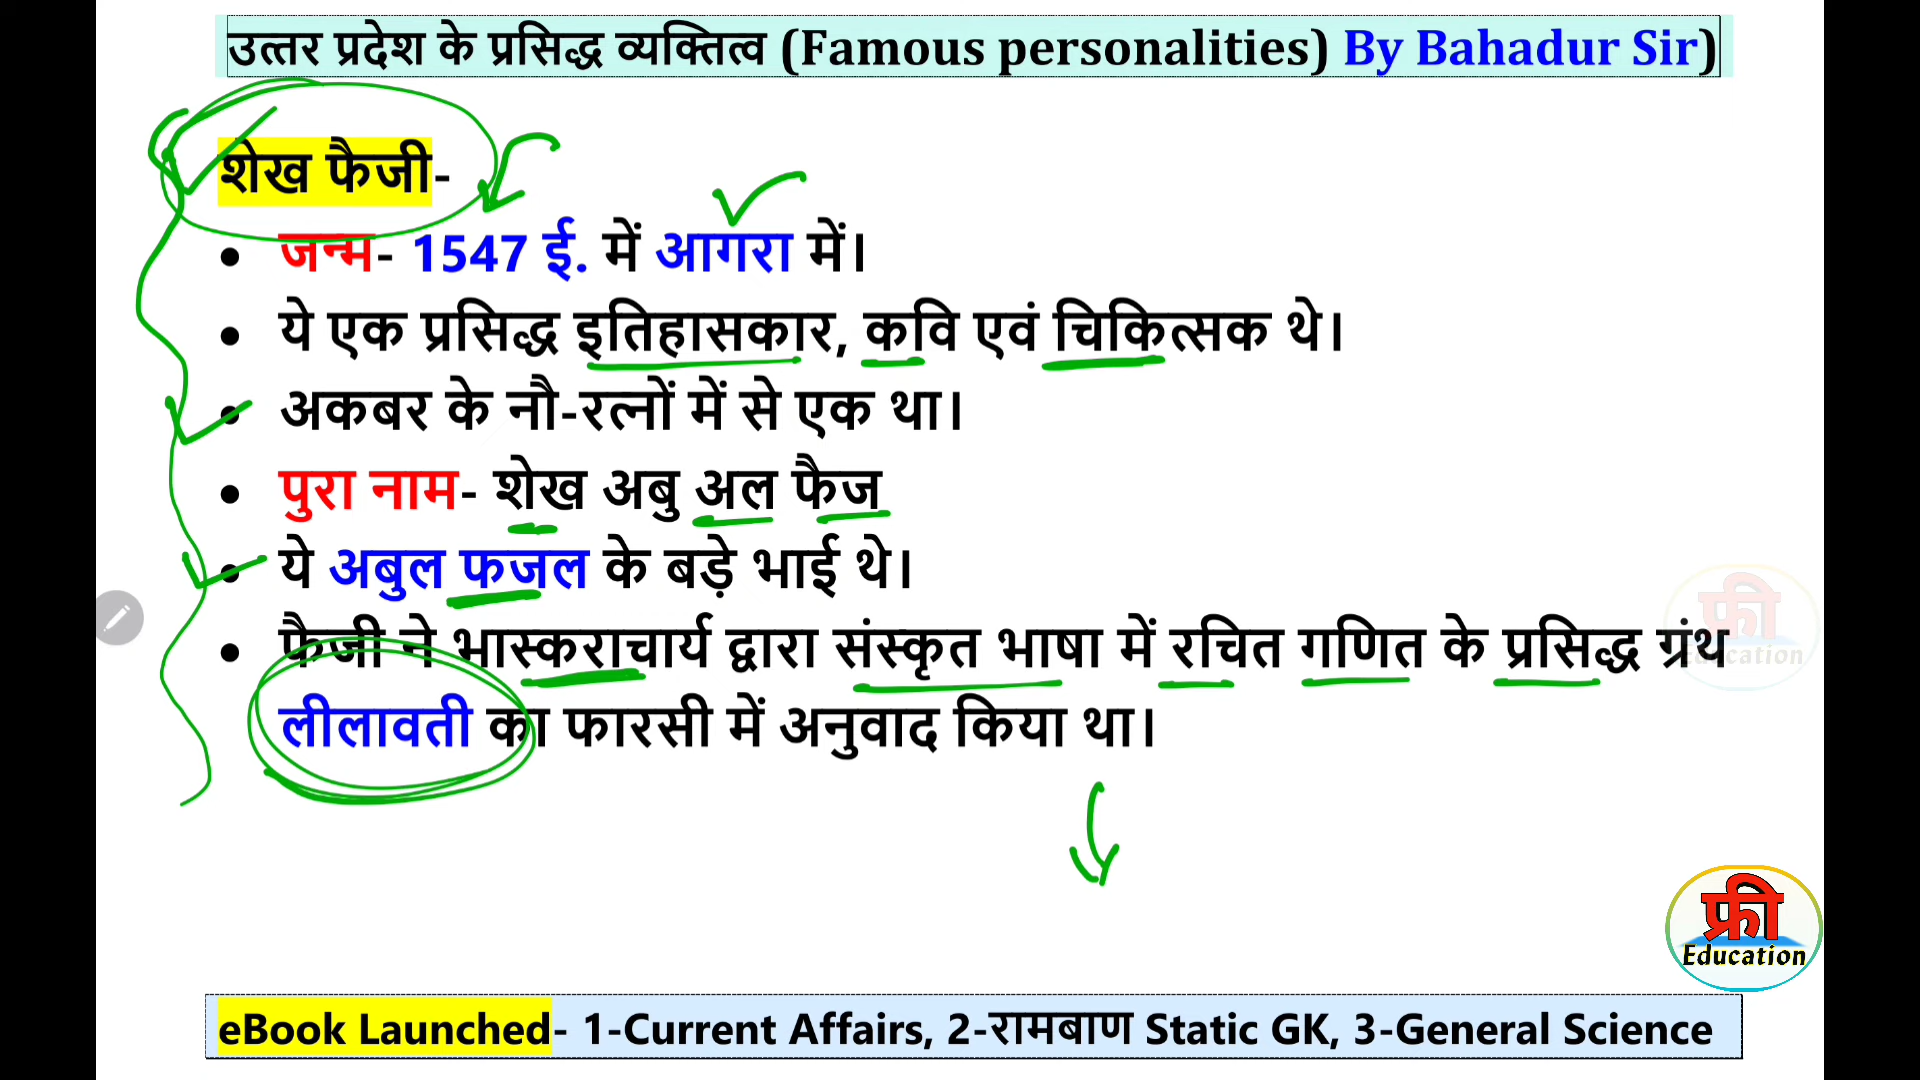 उत्तर प्रदेश के प्रसिद्ध व्यक्तित्व (Famous personalities) By Bahadur Sir)
शेख फैजी-
• जन्म- 1547 ई. में आगरा में।
• ये एक प्रसिद्ध इतिहासकार, कवि एवं चिकित्सक थे।
• अकबर के नौ-रत्नों में से एक था।
• पुरा नाम- शेख अबु अल फैज
• ये अबुल फजल के बड़े भाई थे।
• फैजी ने भास्कराचार्य द्वारा संस्कृत भाषा में रचित गणित के प्रसिद्ध ग्रंथ
लीलावती का फारसी में अनुवाद किया था।
फ्री
Education
फ्री
Education
eBook Launched- 1-Current Affairs, 2-रामबाण Static GK, 3-General Science